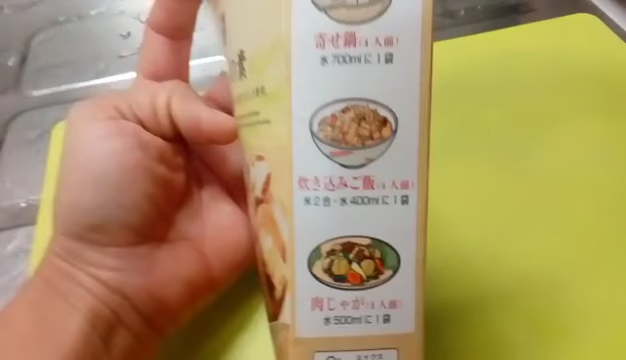 寄せ鍋(4人前)
水700mlに1袋
炊き込みご飯(4人前)
米2合・水400mlに1袋
肉じゃが(4人前)
水500mlに1袋